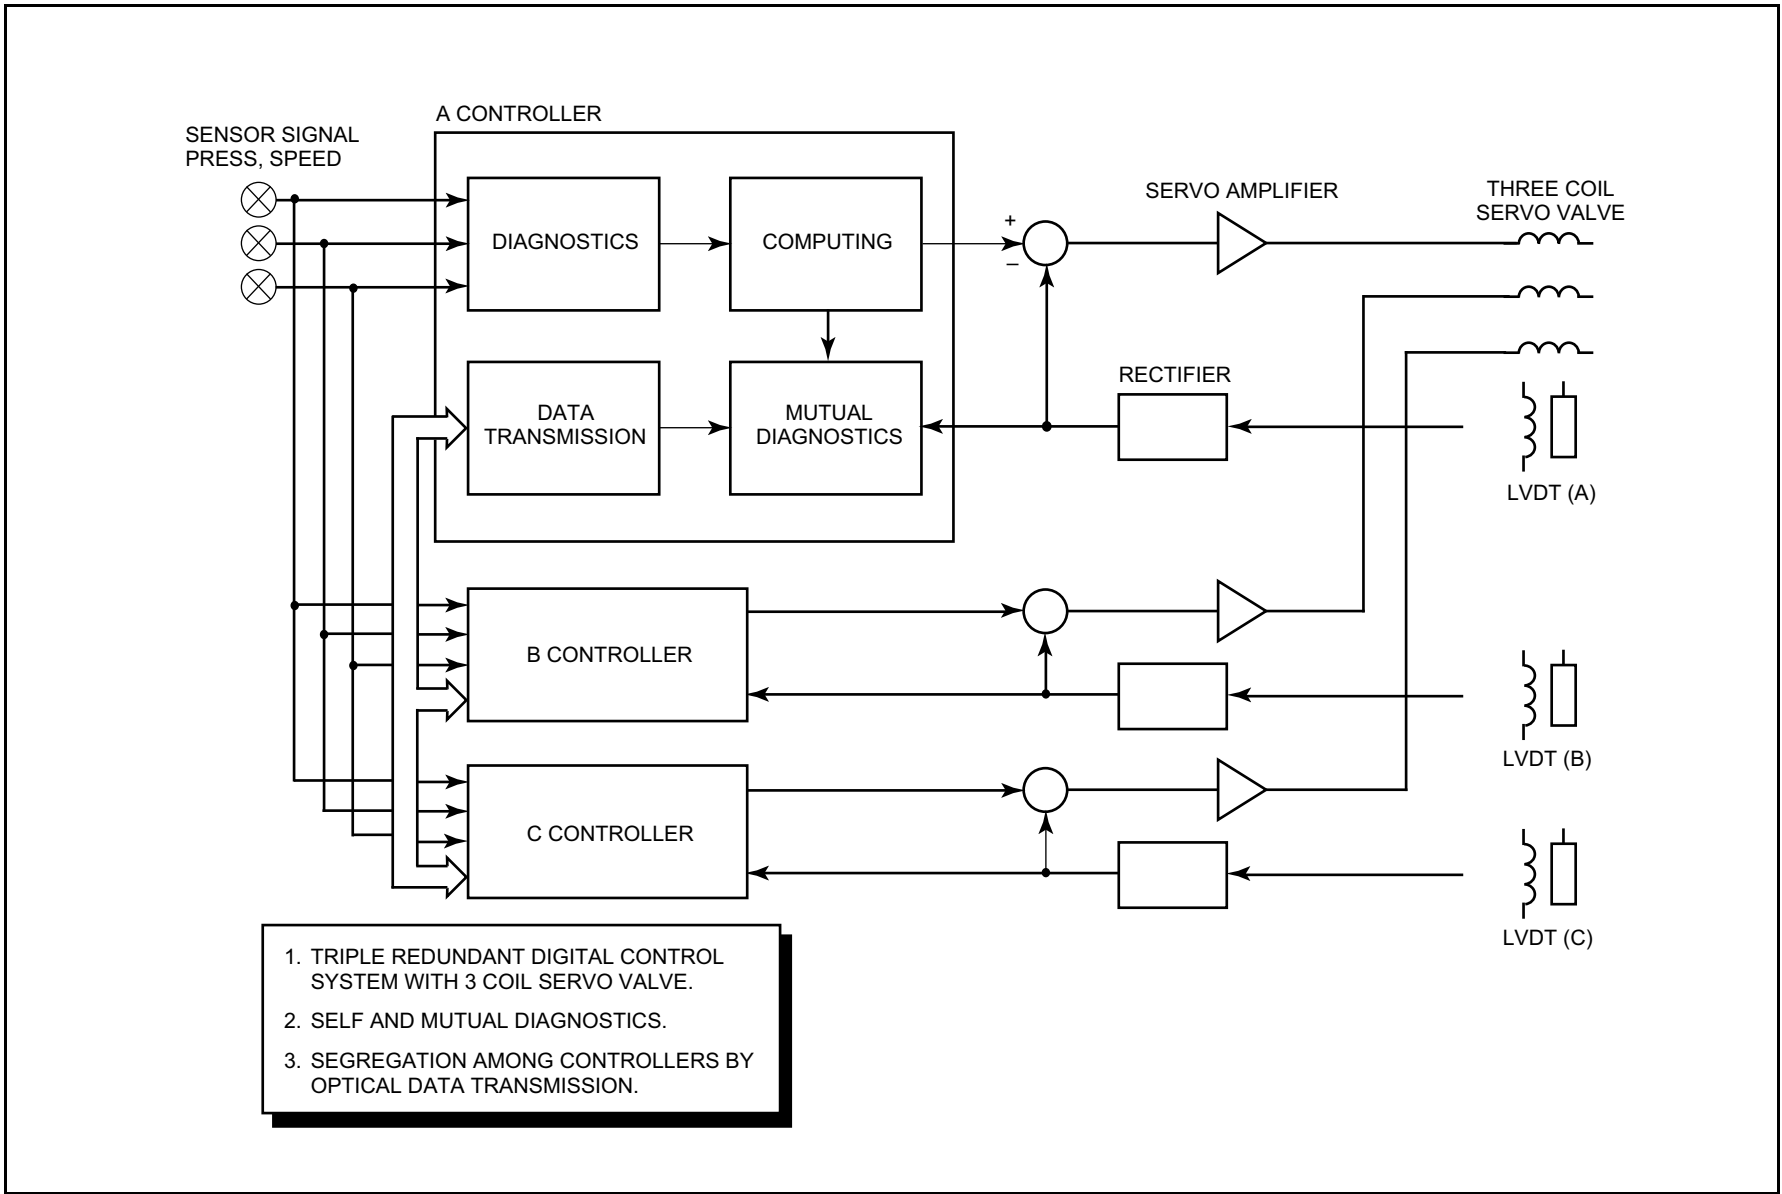 A CONTROLLER
SENSOR SIGNAL
PRESS, SPEED
DIAGNOSTICS
COMPUTING
+
–
SERVO AMPLIFIER
THREE COIL
SERVO VALVE
DATA
TRANSMISSION
MUTUAL
DIAGNOSTICS
RECTIFIER
LVDT (A)
B CONTROLLER
LVDT (B)
C CONTROLLER
LVDT (C)
1. TRIPLE REDUNDANT DIGITAL CONTROL
SYSTEM WITH 3 COIL SERVO VALVE.
2. SELF AND MUTUAL DIAGNOSTICS.
3. SEGREGATION AMONG CONTROLLERS BY
OPTICAL DATA TRANSMISSION.